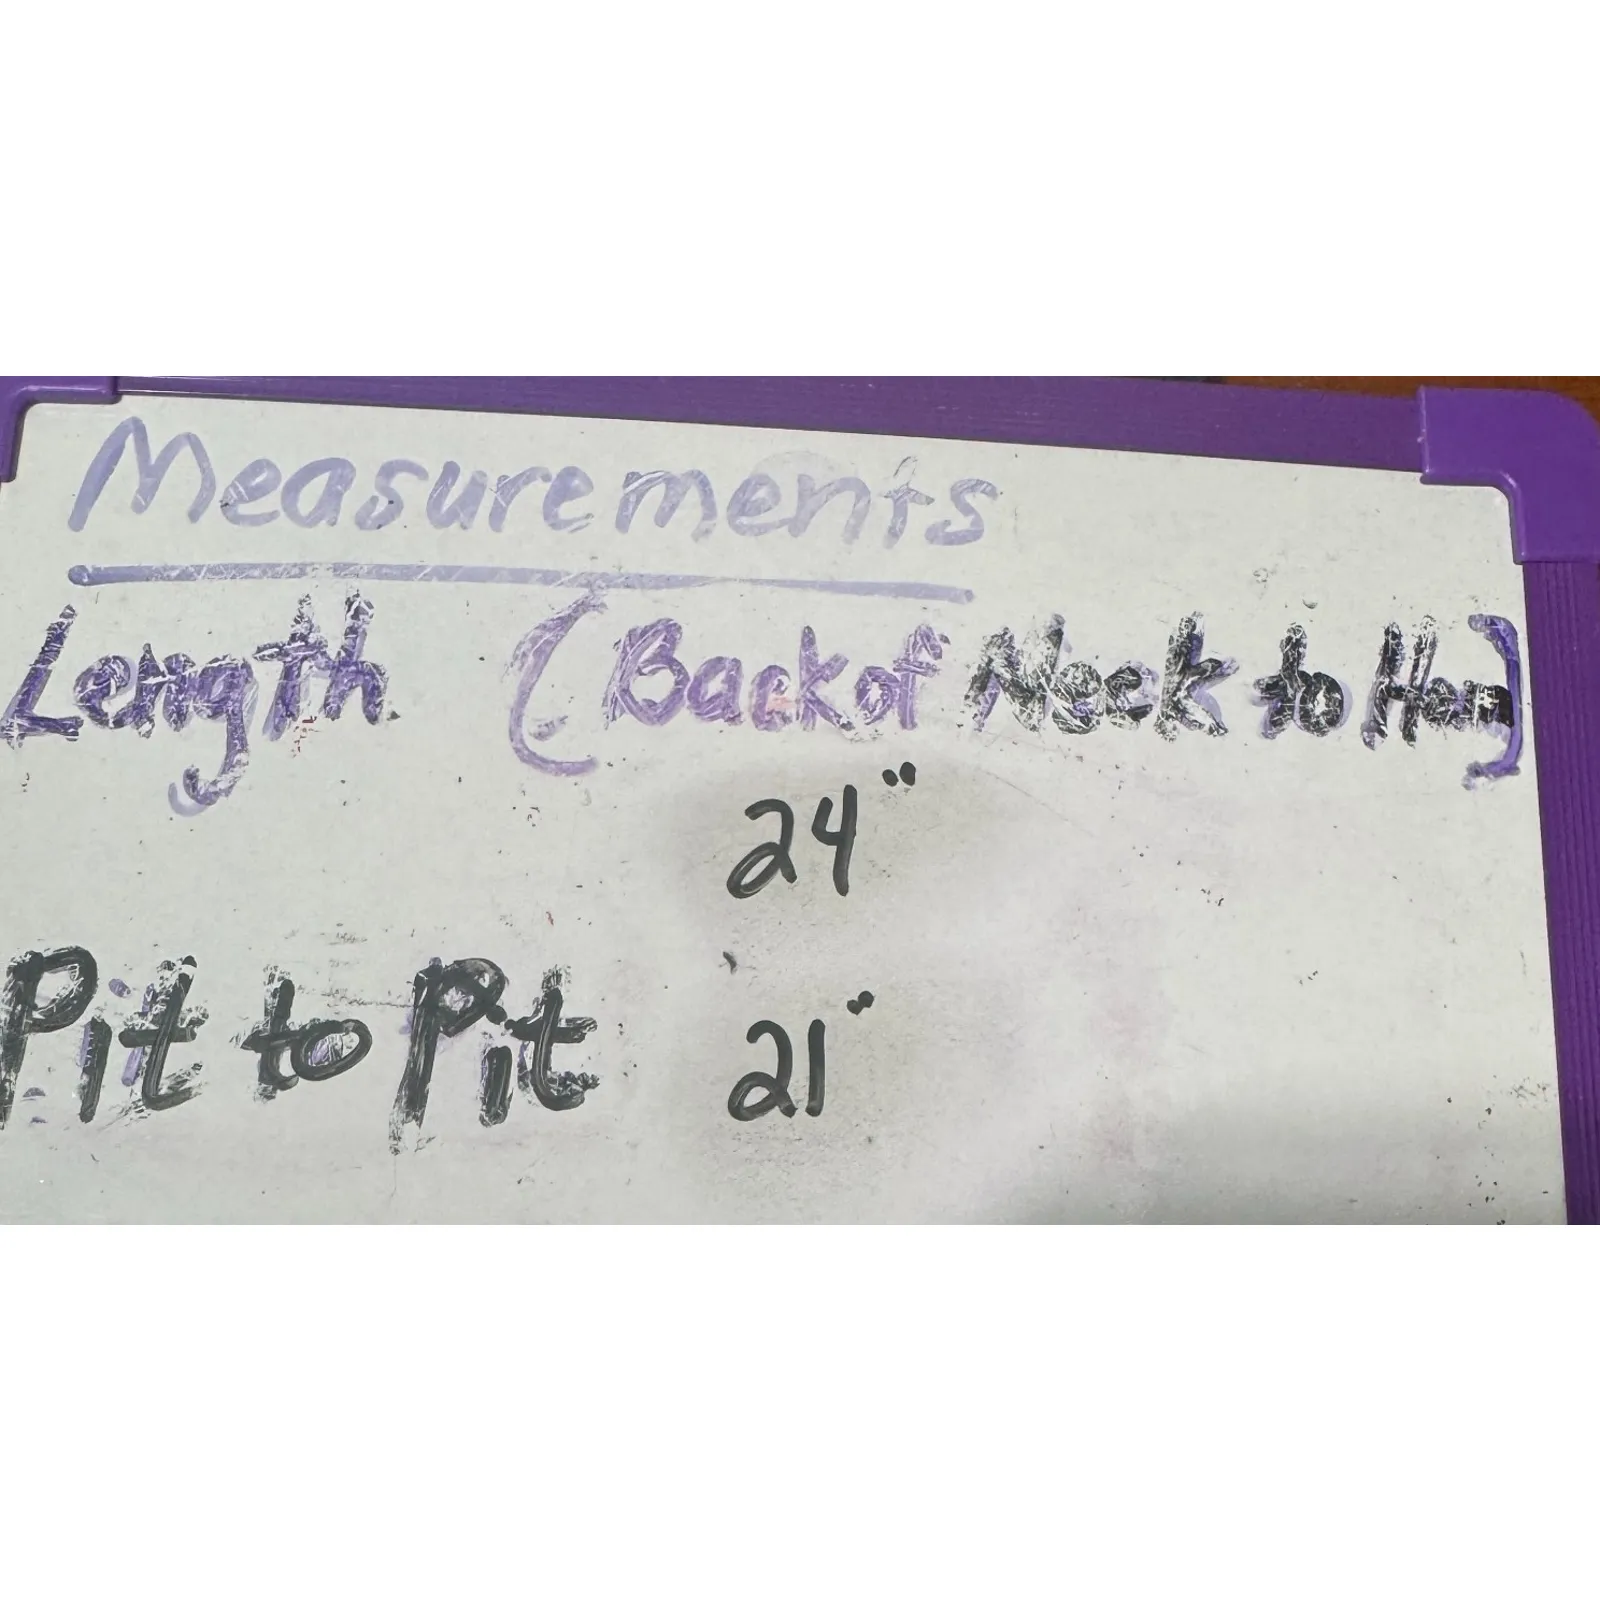 Measurements
Length (Back of Neck to Hem)
24"
Pit to Pit 21"